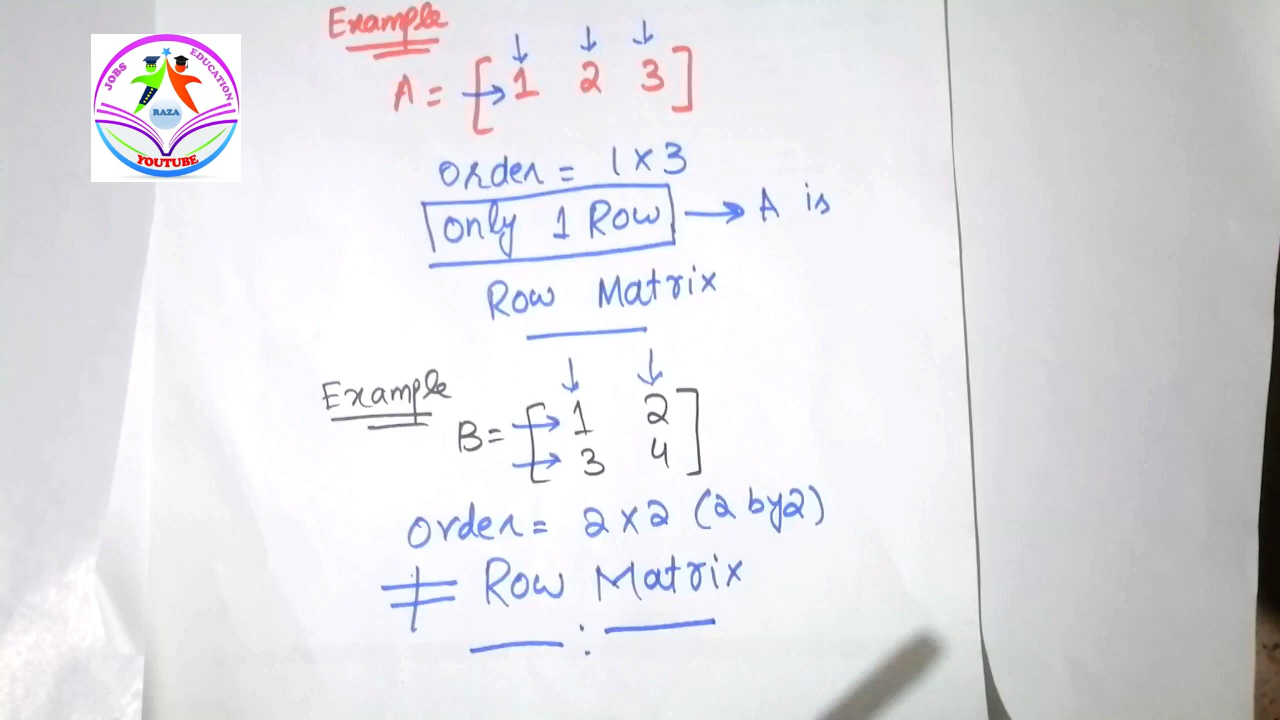 JOBS EDUCATION
RAZA
YOUTUBE
Example
A = [1 2 3]
order = 1 × 3
only 1 Row → A is
Row Matrix
Example
B = [1 2
3 4]
order = 2 × 2 (2 by 2)
≠ Row Matrix